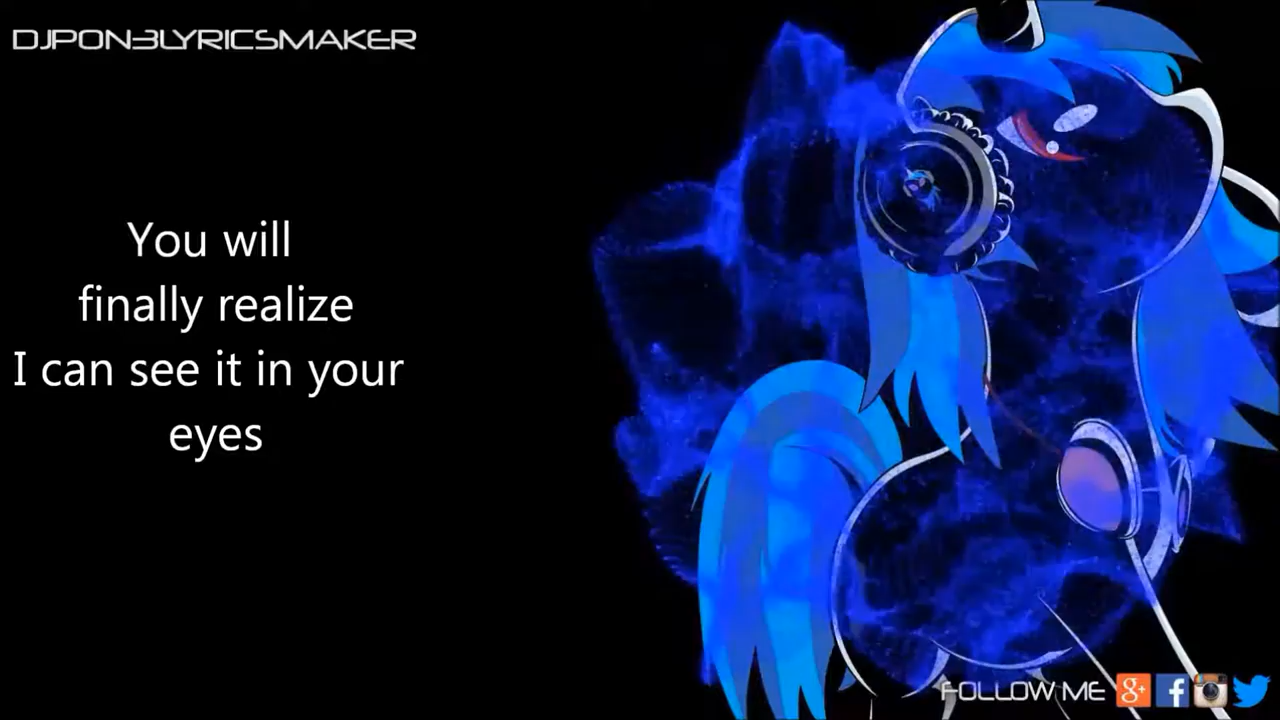 DJPON3LYRICSMAKER
You will
finally realize
I can see it in your
eyes
FOLLOW ME